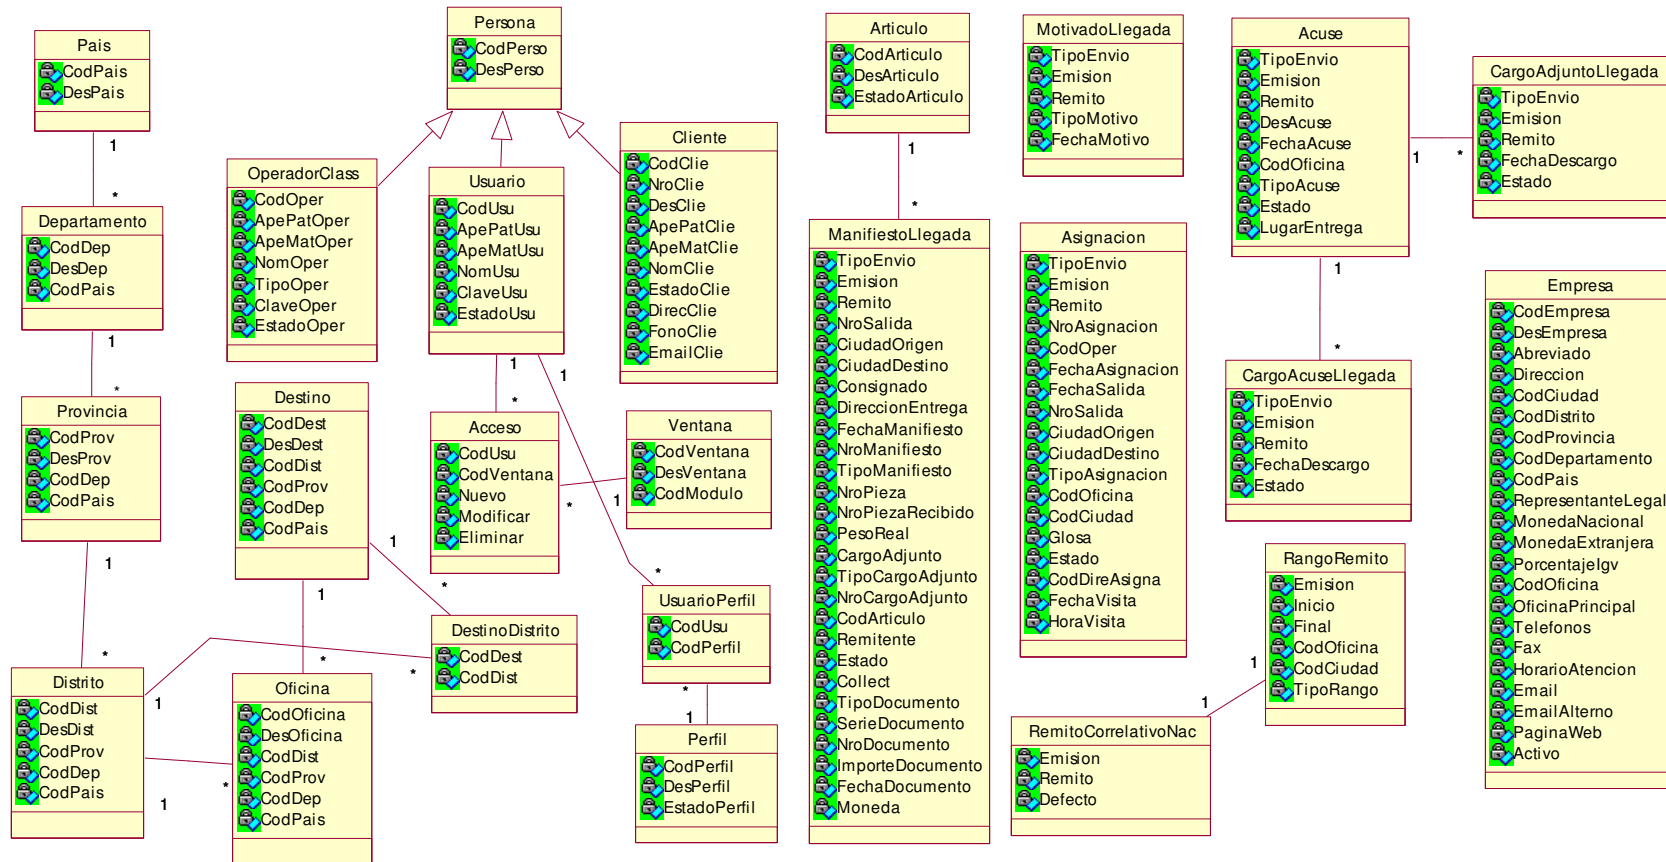 Pais
CodPais
DesPais
1
*
Departamento
CodDep
DesDep
CodPais
1
*
Provincia
CodProv
DesProv
CodDep
CodPais
1
*
Distrito
CodDist
DesDist
CodProv
CodDep
CodPais
1
*
1
*
Persona
CodPerso
DesPerso
OperadorClass
CodOper
ApePatOper
ApeMatOper
NomOper
TipoOper
ClaveOper
EstadoOper
Usuario
CodUsu
ApePatUsu
ApeMatUsu
NomUsu
ClaveUsu
EstadoUsu
1
*
1
*
Cliente
CodClie
NroClie
DesClie
ApePatClie
ApeMatClie
NomClie
EstadoClie
DirecClie
FonoClie
EmailClie
Destino
CodDest
DesDest
CodDist
CodProv
CodDep
CodPais
1
*
1
*
Oficina
CodOficina
DesOficina
CodDist
CodProv
CodDep
CodPais
Acceso
CodUsu
CodVentana
Nuevo
Modificar
Eliminar
*
1
Ventana
CodVentana
DesVentana
CodModulo
DestinoDistrito
CodDest
CodDist
UsuarioPerfil
CodUsu
CodPerfil
*
1
Perfil
CodPerfil
DesPerfil
EstadoPerfil
Articulo
CodArticulo
DesArticulo
EstadoArticulo
1
*
ManifiestoLlegada
TipoEnvio
Emision
Remito
NroSalida
CiudadOrigen
CiudadDestino
Consignado
DireccionEntrega
FechaManifiesto
NroManifiesto
TipoManifiesto
NroPieza
NroPiezaRecibido
PesoReal
CargoAdjunto
TipoCargoAdjunto
NroCargoAdjunto
CodArticulo
Remitente
Estado
Collect
TipoDocumento
SerieDocumento
NroDocumento
ImporteDocumento
FechaDocumento
Moneda
MotivadoLlegada
TipoEnvio
Emision
Remito
TipoMotivo
FechaMotivo
Asignacion
TipoEnvio
Emision
Remito
NroAsignacion
CodOper
FechaAsignacion
FechaSalida
NroSalida
CiudadOrigen
CiudadDestino
TipoAsignacion
CodOficina
CodCiudad
Glosa
Estado
CodDireAsigna
FechaVisita
HoraVisita
Acuse
TipoEnvio
Emision
Remito
DesAcuse
FechaAcuse
CodOficina
TipoAcuse
Estado
LugarEntrega
1
*
1
*
CargoAdjuntoLlegada
TipoEnvio
Emision
Remito
FechaDescargo
Estado
CargoAcuseLlegada
TipoEnvio
Emision
Remito
FechaDescargo
Estado
RangoRemito
Emision
Inicio
Final
CodOficina
CodCiudad
TipoRango
1
1
RemitoCorrelativoNac
Emision
Remito
Defecto
Empresa
CodEmpresa
DesEmpresa
Abreviado
Direccion
CodCiudad
CodDistrito
CodProvincia
CodDepartamento
CodPais
RepresentanteLegal
MonedaNacional
MonedaExtranjera
PorcentajeIgv
CodOficina
OficinaPrincipal
Telefonos
Fax
HorarioAtencion
Email
EmailAlterno
PaginaWeb
Activo